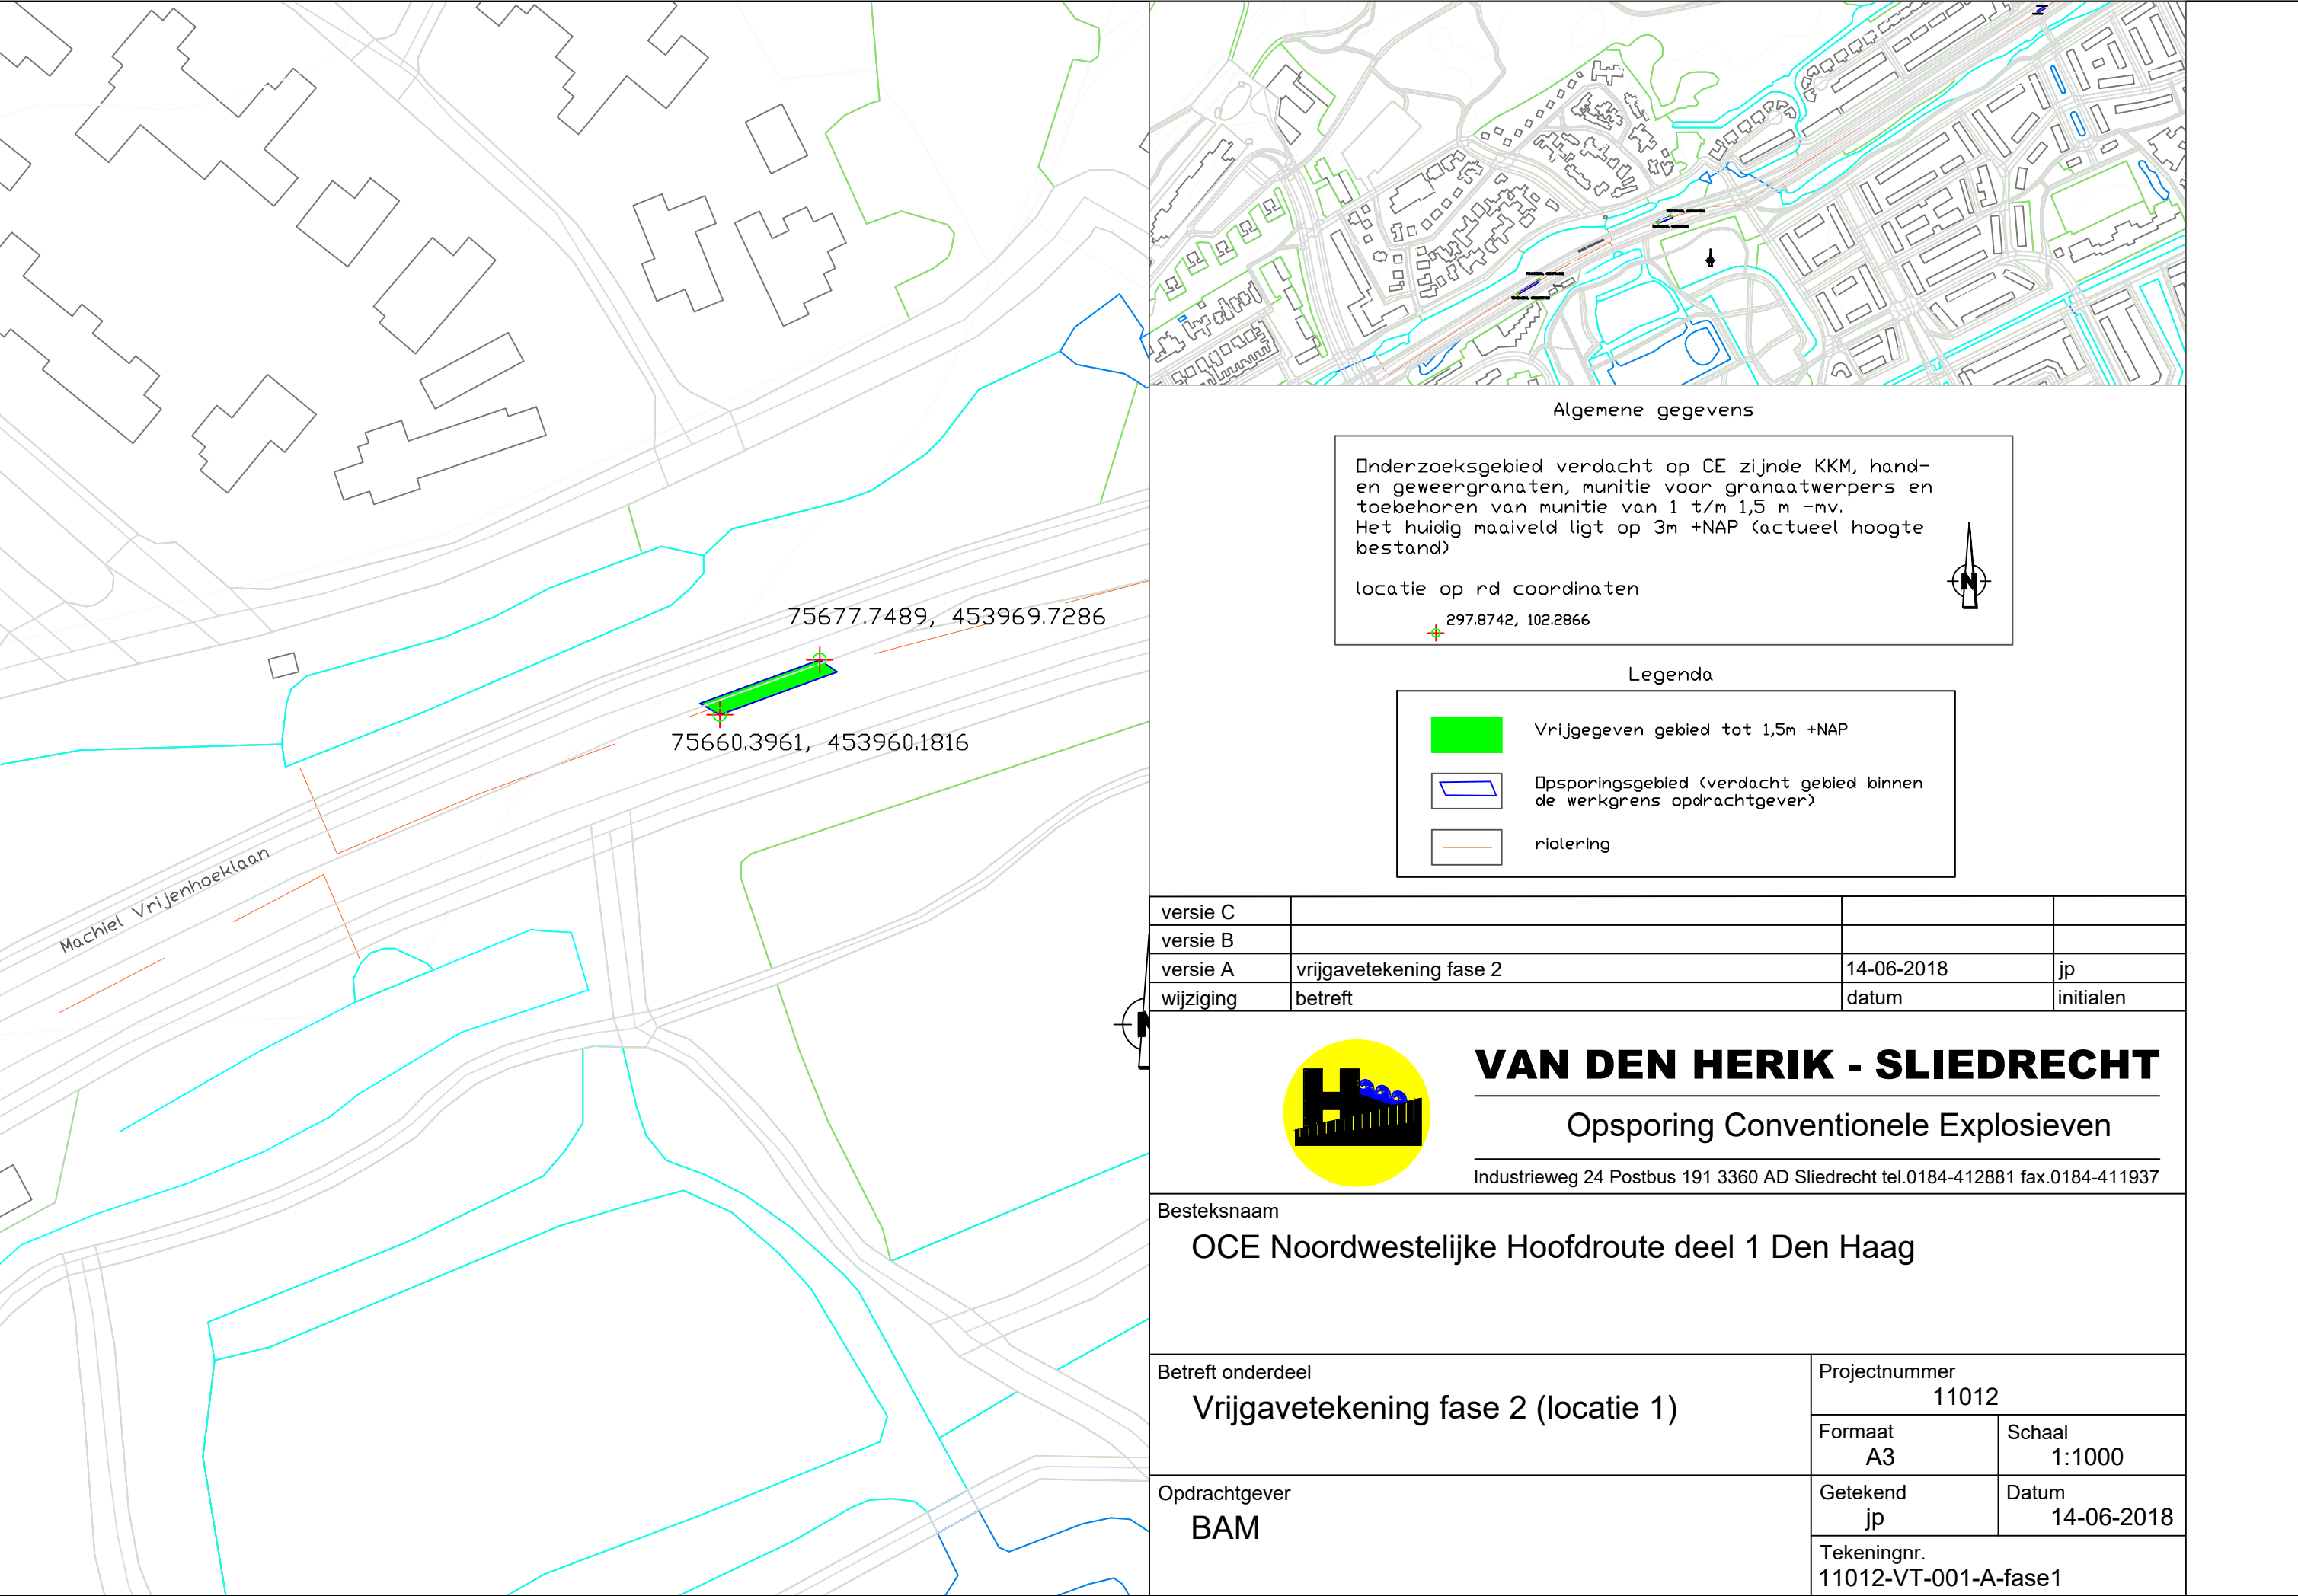 75677.7489, 453969.7286
75660.3961, 453960.1816
Machiel Vrijenhoeklaan
N
Algemene gegevens
Onderzoeksgebied verdacht op CE zijnde KKM, hand-
en geweergranaten, munitie voor granaatwerpers en
toebehoren van munitie van 1 t/m 1,5 m -mv.
Het huidig maaiveld ligt op 3m +NAP (actueel hoogte
bestand)
locatie op rd coordinaten
297.8742, 102.2866
N
Legenda
Vrijgegeven gebied tot 1,5m +NAP
Opsporingsgebied (verdacht gebied binnen
de werkgrens opdrachtgever)
riolering
versie C
versie B
versie A vrijgavetekening fase 2 14-06-2018 jp
wijziging betreft datum initialen
H
VAN DEN HERIK - SLIEDRECHT
Opsporing Conventionele Explosieven
Industrieweg 24 Postbus 191 3360 AD Sliedrecht tel.0184-412881 fax.0184-411937
Besteksnaam
OCE Noordwestelijke Hoofdroute deel 1 Den Haag
Betreft onderdeel
Vrijgavetekening fase 2 (locatie 1)
Projectnummer
11012
Formaat
A3
Schaal
1:1000
Opdrachtgever
BAM
Getekend
jp
Datum
14-06-2018
Tekeningnr.
11012-VT-001-A-fase1